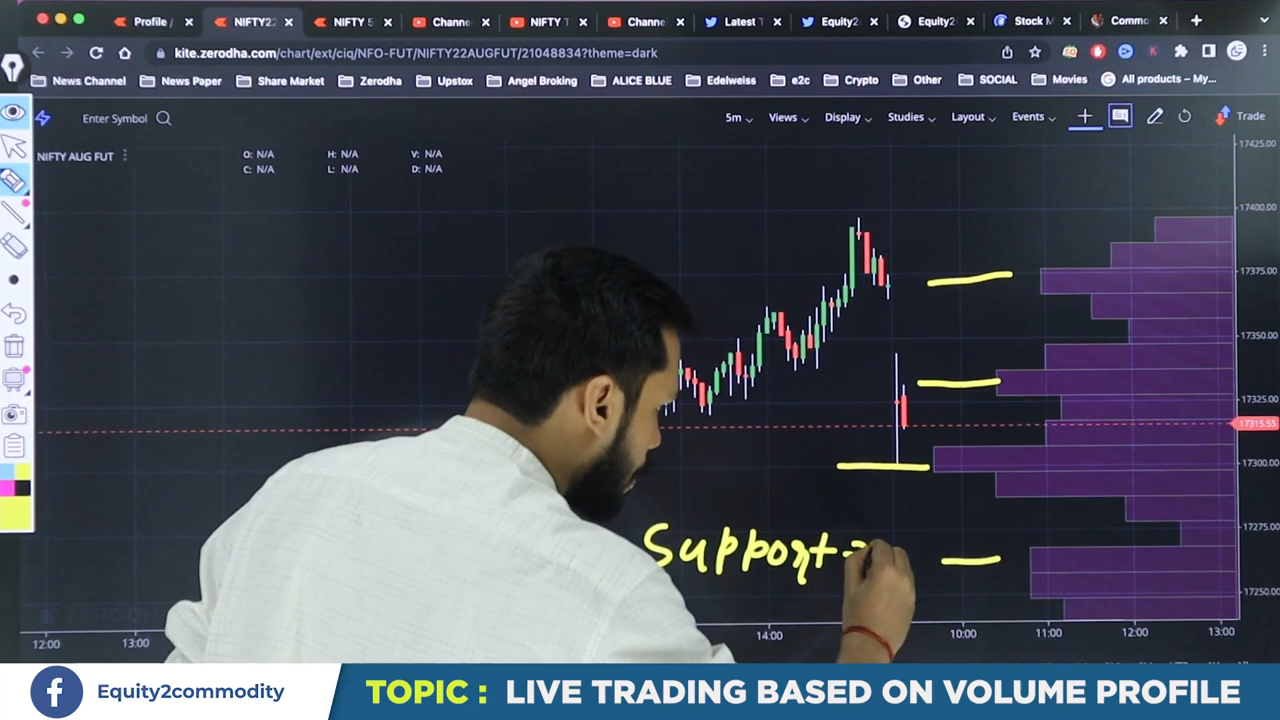 Profile /
NIFTY22
NIFTY 5
Channe
NIFTY T
Channe
Latest T
Equity2
Equity2
Stock M
Commo
kite.zerodha.com/chart/ext/ciq/NFO-FUT/NIFTY22AUGFUT/21048834?theme=dark
News Channel News Paper Share Market Zerodha Upstox Angel Broking ALICE BLUE Edelweiss e2c Crypto Other SOCIAL Movies All products – My...
Enter Symbol
5m Views Display Studies Layout Events Trade
NIFTY AUG FUT
O: N/A H: N/A V: N/A
C: N/A L: N/A D: N/A
17425.00
17400.00
17375.00
17350.00
17325.00
17315.55
17300.00
17275.00
17250.00
Support =
12:00 13:00 14:00 10:00 11:00 12:00 13:00
Equity2commodity
TOPIC : LIVE TRADING BASED ON VOLUME PROFILE